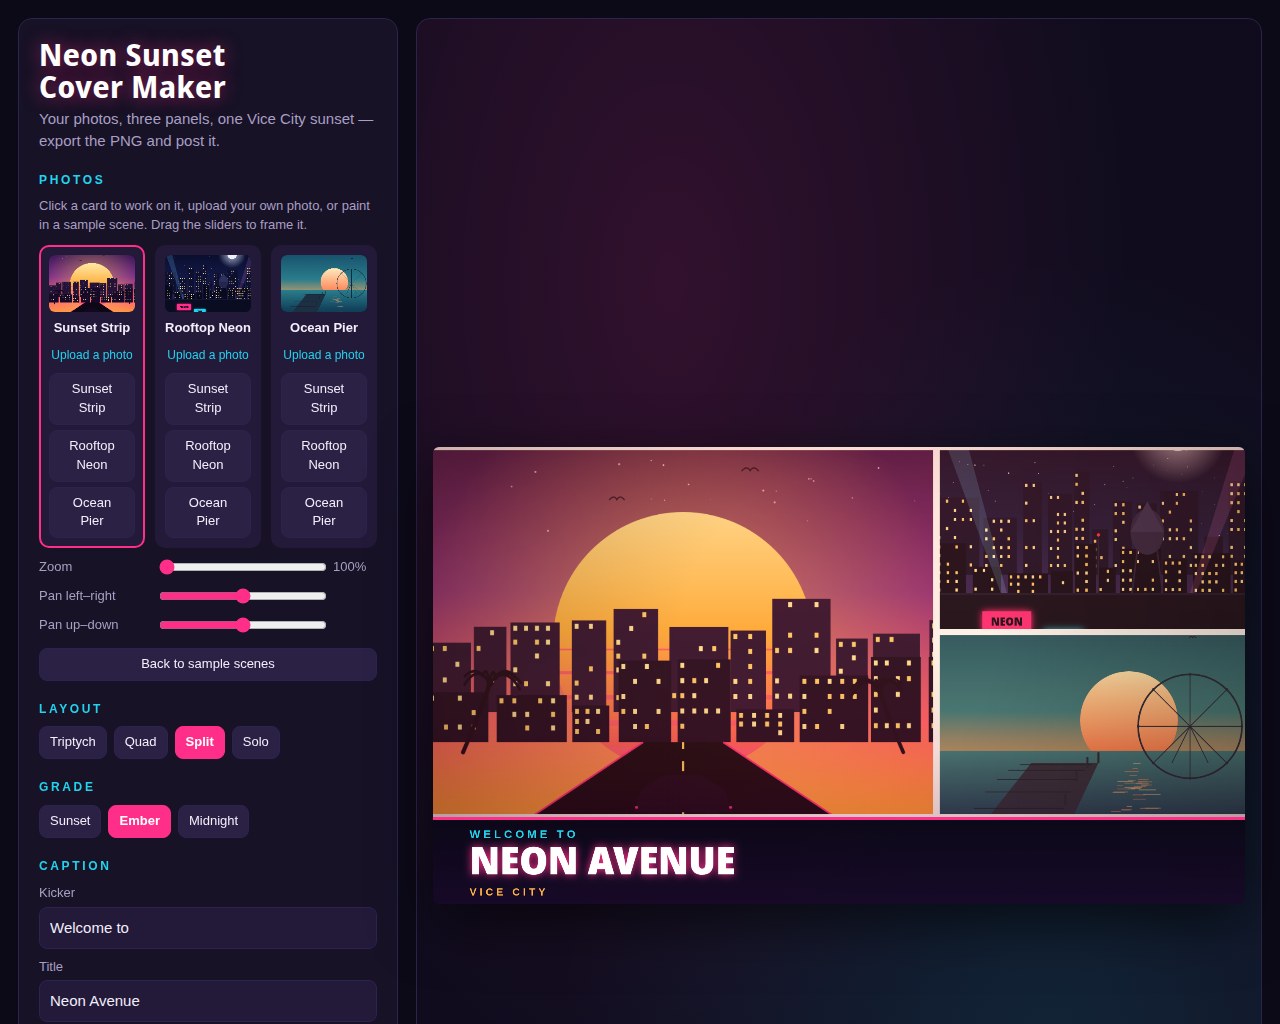 Neon Sunset
Cover Maker
Your photos, three panels, one Vice City sunset —
export the PNG and post it.
PHOTOS
Click a card to work on it, upload your own photo, or paint
in a sample scene. Drag the sliders to frame it.
Sunset Strip
Upload a photo
Sunset
Strip
Rooftop
Neon
Ocean
Pier
Rooftop Neon
Upload a photo
Sunset
Strip
Rooftop
Neon
Ocean
Pier
Ocean Pier
Upload a photo
Sunset
Strip
Rooftop
Neon
Ocean
Pier
Zoom 100%
Pan left–right
Pan up–down
Back to sample scenes
LAYOUT
Triptych Quad Split Solo
GRADE
Sunset Ember Midnight
CAPTION
Kicker
Welcome to
Title
Neon Avenue
NEON
WELCOME TO
NEON AVENUE
VICE CITY